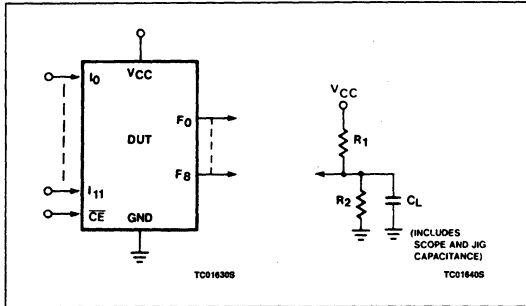 VCC
I0
F0
DUT
F8
I11
CE
GND
TC01630S
VCC
R1
R2
CL
(INCLUDES
SCOPE AND JIG
CAPACITANCE)
TC01640S